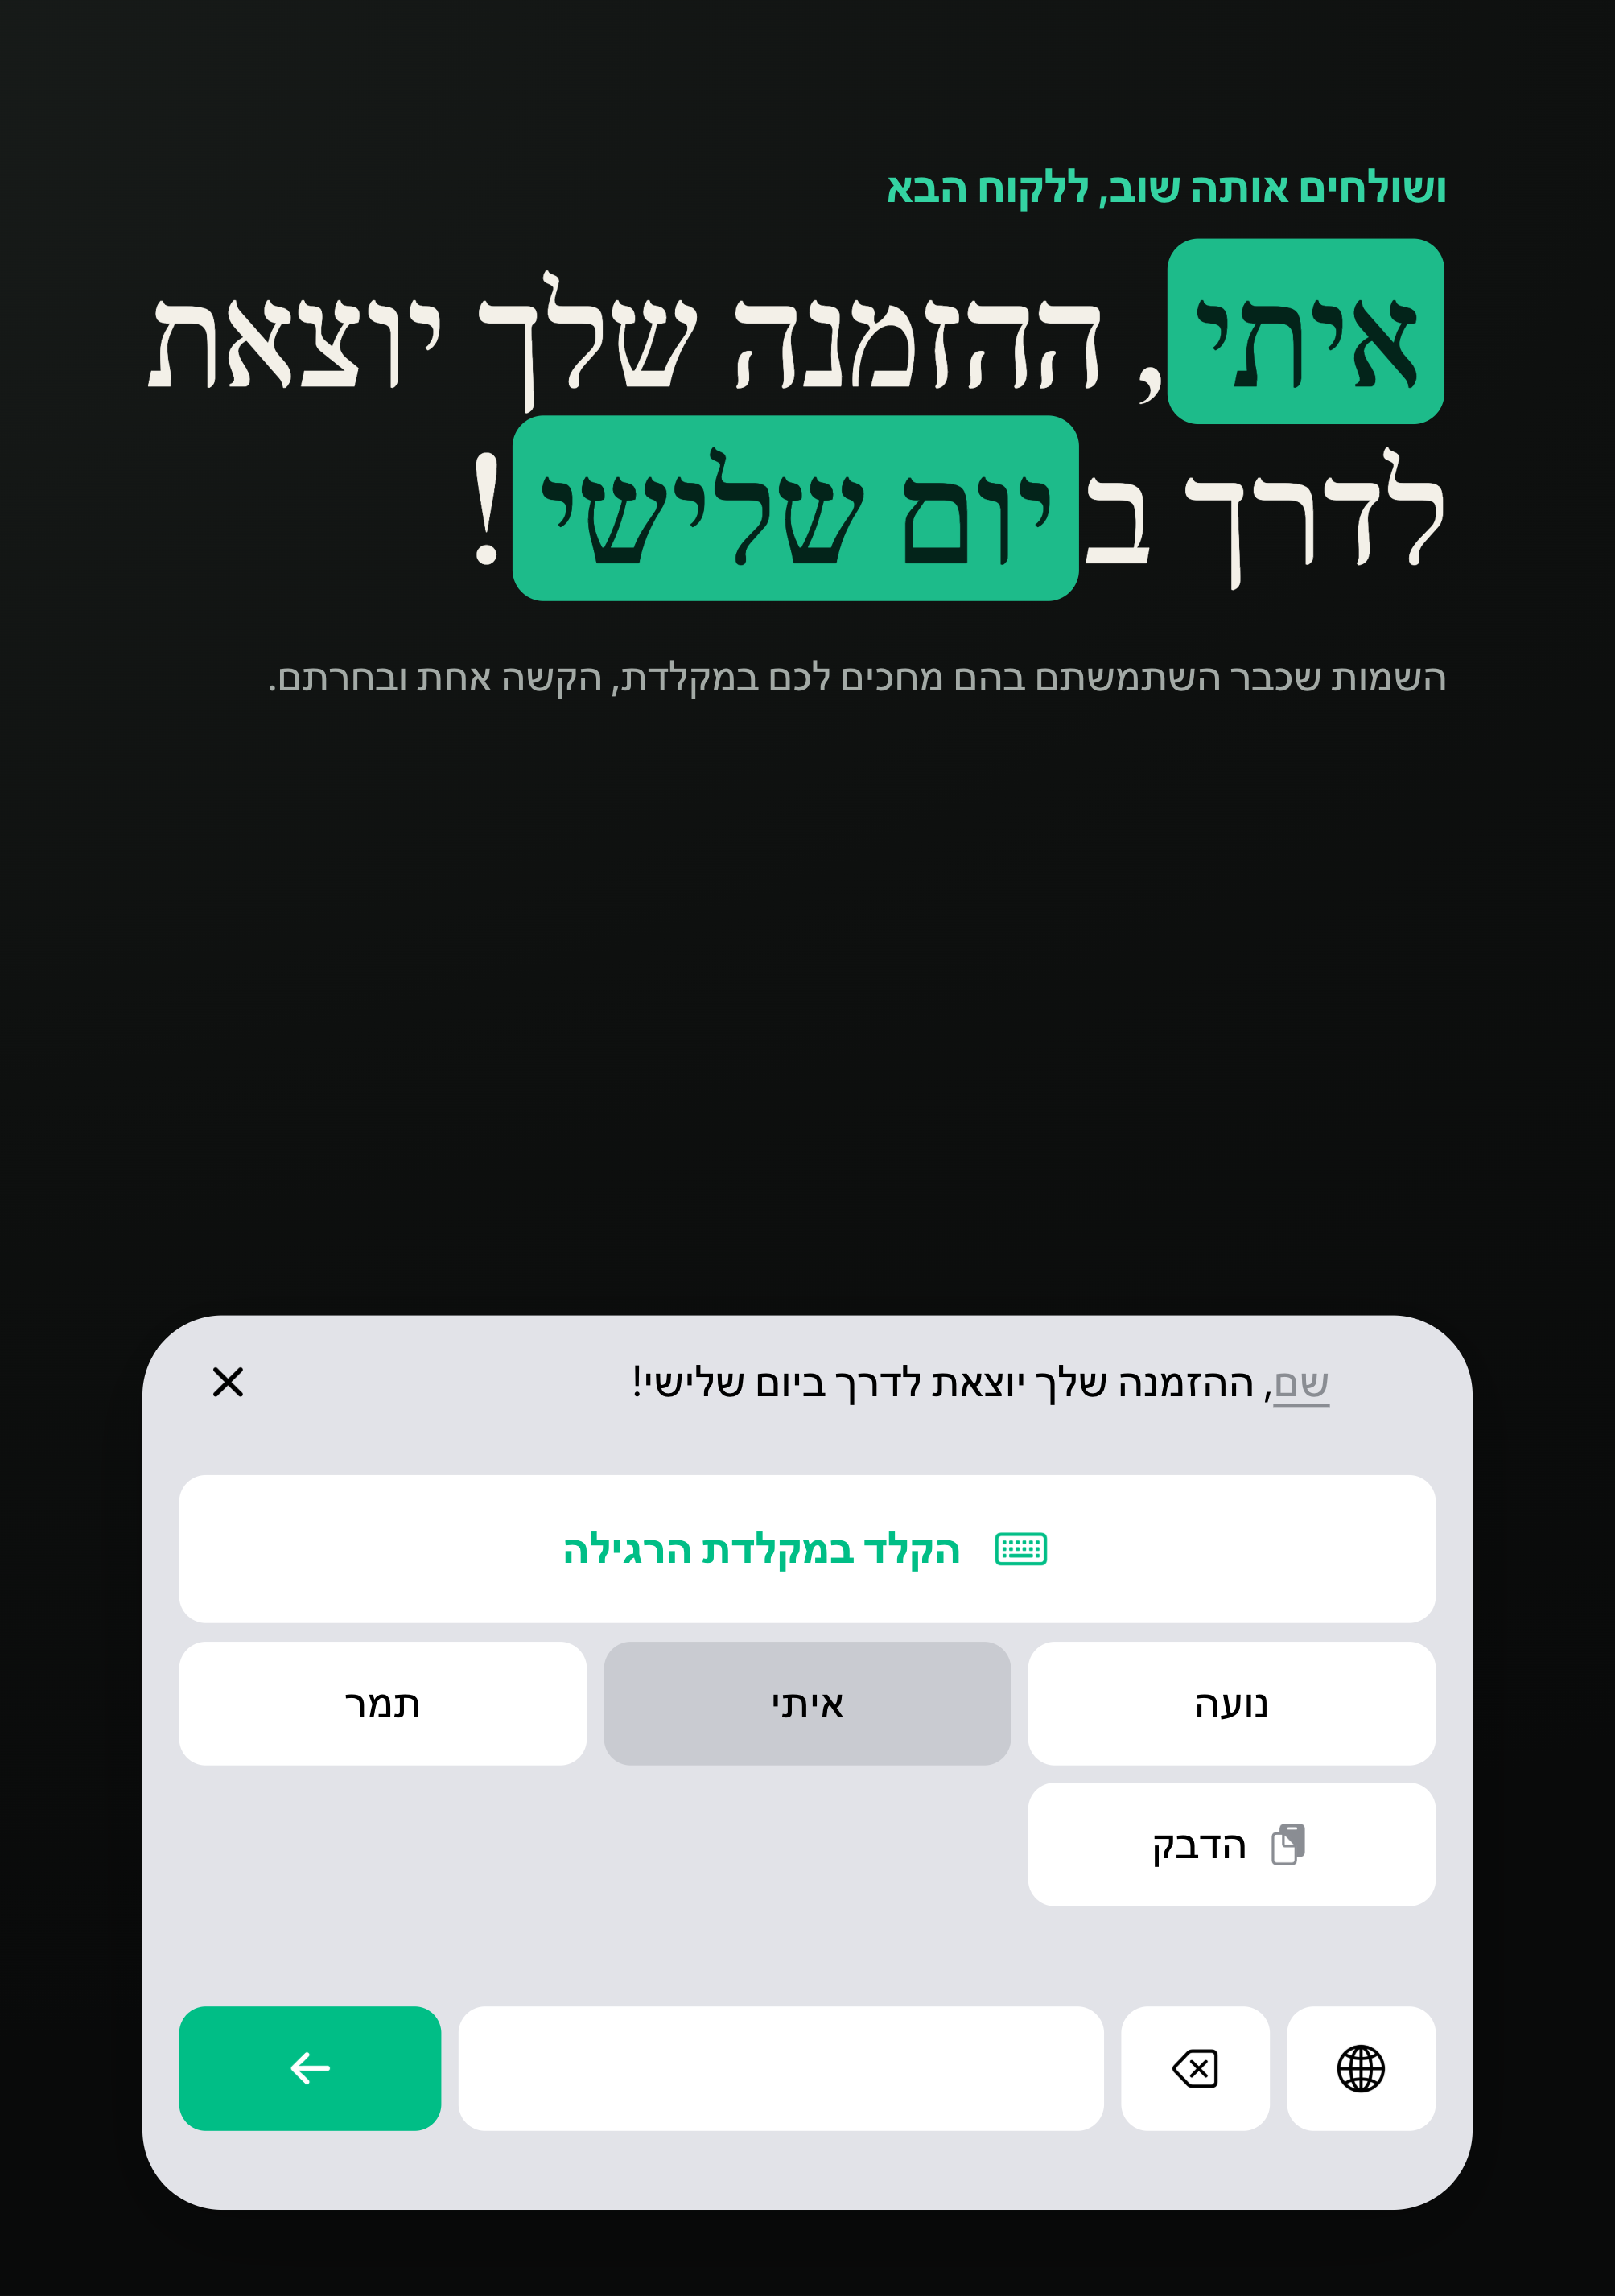 ושולחים אותה שוב, ללקוח הבא
איתי, ההזמנה שלך יוצאת
לדרך ביום שלישי!
השמות שכבר השתמשתם בהם מחכים לכם במקלדת, הקשה אחת ובחרתם.
שם, ההזמנה שלך יוצאת לדרך ביום שלישי!
הקלד במקלדת הרגילה
נועה איתי תמר
הדבק